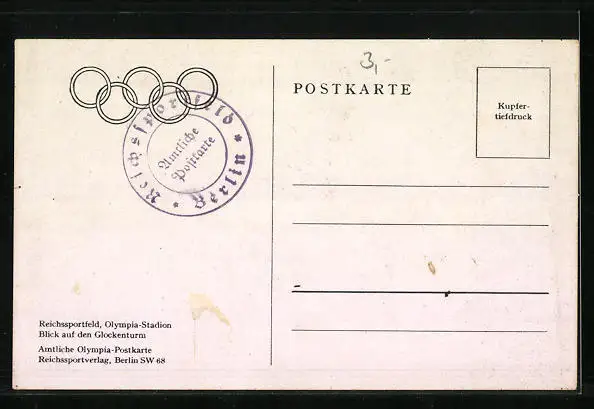 3,-
POSTKARTE
Kupfer-
tiefdruck
Reichssportfeld * Berlin *
Amtliche
Postkarte
Reichssportfeld, Olympia-Stadion
Blick auf den Glockenturm
Amtliche Olympia-Postkarte
Reichssportverlag, Berlin SW 68